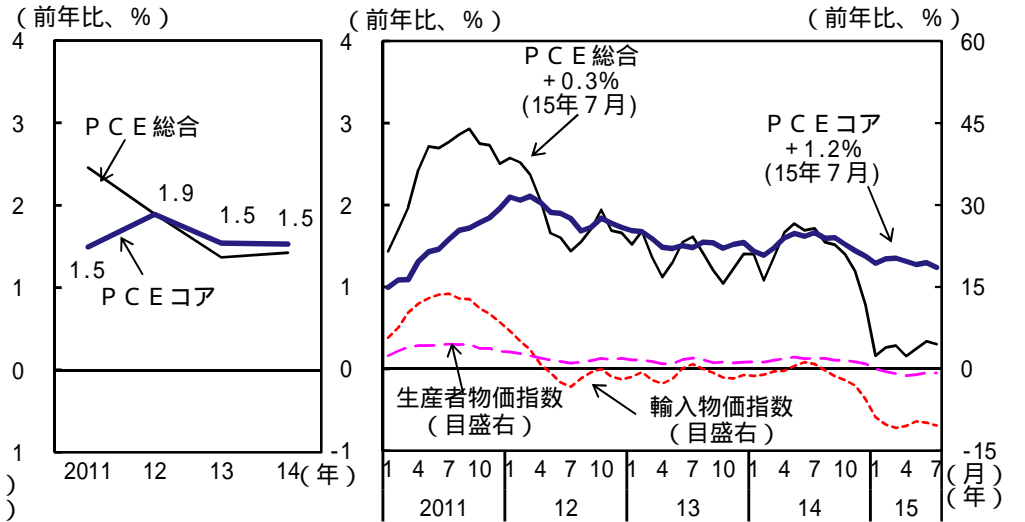 （前年比、％）
（前年比、％）
（前年比、％）
4
3
2
1
0
1
ＰＣＥ総合
1.5
1.9
1.5
1.5
ＰＣＥコア
2011
12
13
14
（年）
）
）
4
3
2
1
0
-1
60
45
30
15
0
-15
ＰＣＥ総合
+0.3%
(15年７月)
ＰＣＥコア
+1.2%
(15年７月)
生産者物価指数
（目盛右）
輸入物価指数
（目盛右）
1 4 7 10 1 4 7 10 1 4 7 10 1 4 7 10 1 4 7
（月）
2011 12 13 14 15
（年）